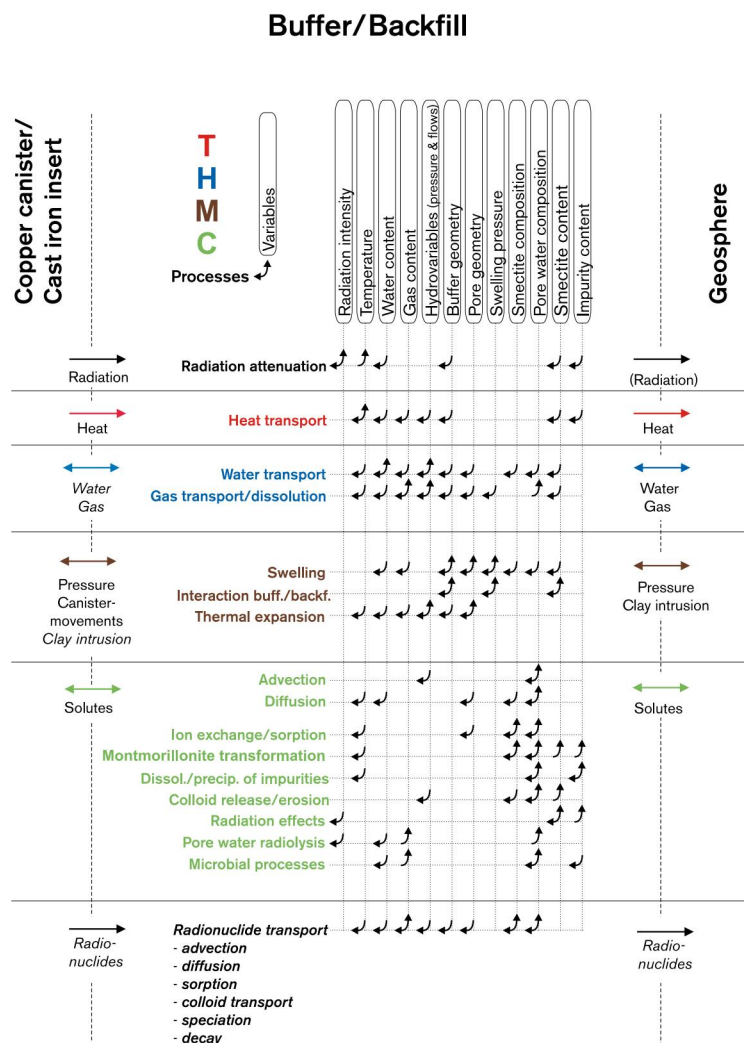 Buffer/Backfill
Copper canister/
Cast iron insert
T
H
M
C
Processes
Variables
Radiation intensity
Temperature
Water content
Gas content
Hydrovariables (pressure & flows)
Buffer geometry
Pore geometry
Swelling pressure
Smectite composition
Pore water composition
Smectite content
Impurity content
Geosphere
Radiation
Radiation attenuation
(Radiation)
Heat
Heat transport
Heat
Water
Gas
Water transport
Gas transport/dissolution
Water
Gas
Pressure
Canister-
movements
Clay intrusion
Swelling
Interaction buff./backf.
Thermal expansion
Pressure
Clay intrusion
Solutes
Advection
Diffusion
Ion exchange/sorption
Montmorillonite transformation
Dissol./precip. of impurities
Colloid release/erosion
Radiation effects
Pore water radiolysis
Microbial processes
Solutes
Radio-
nuclides
Radionuclide transport
- advection
- diffusion
- sorption
- colloid transport
- speciation
- decay
Radio-
nuclides